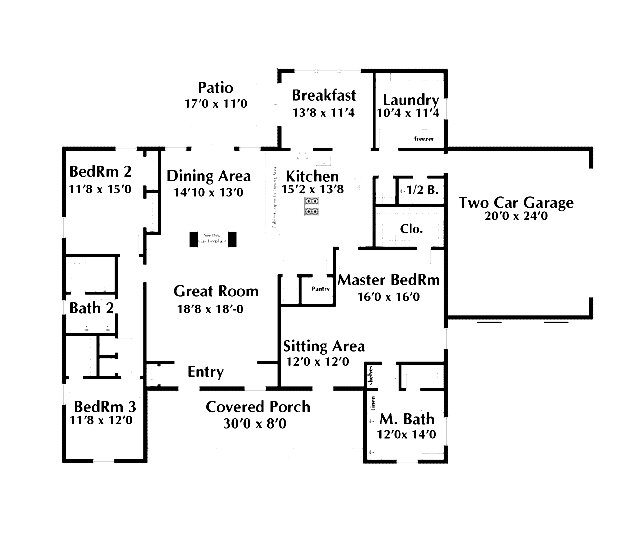 Patio
17'0 x 11'0
Breakfast
13'8 x 11'4
Laundry
10'4 x 11'4
freezer
BedRm 2
11'8 x 15'0
Dining Area
14'10 x 13'0
Kitchen
15'2 x 13'8
1/2 B.
Two Car Garage
20'0 x 24'0
Clo.
Great Room
18'8 x 18'-0
Pantry
Master BedRm
16'0 x 16'0
Bath 2
Sitting Area
12'0 x 12'0
Entry
shelves
linen
BedRm 3
11'8 x 12'0
Covered Porch
30'0 x 8'0
M. Bath
12'0x 14'0